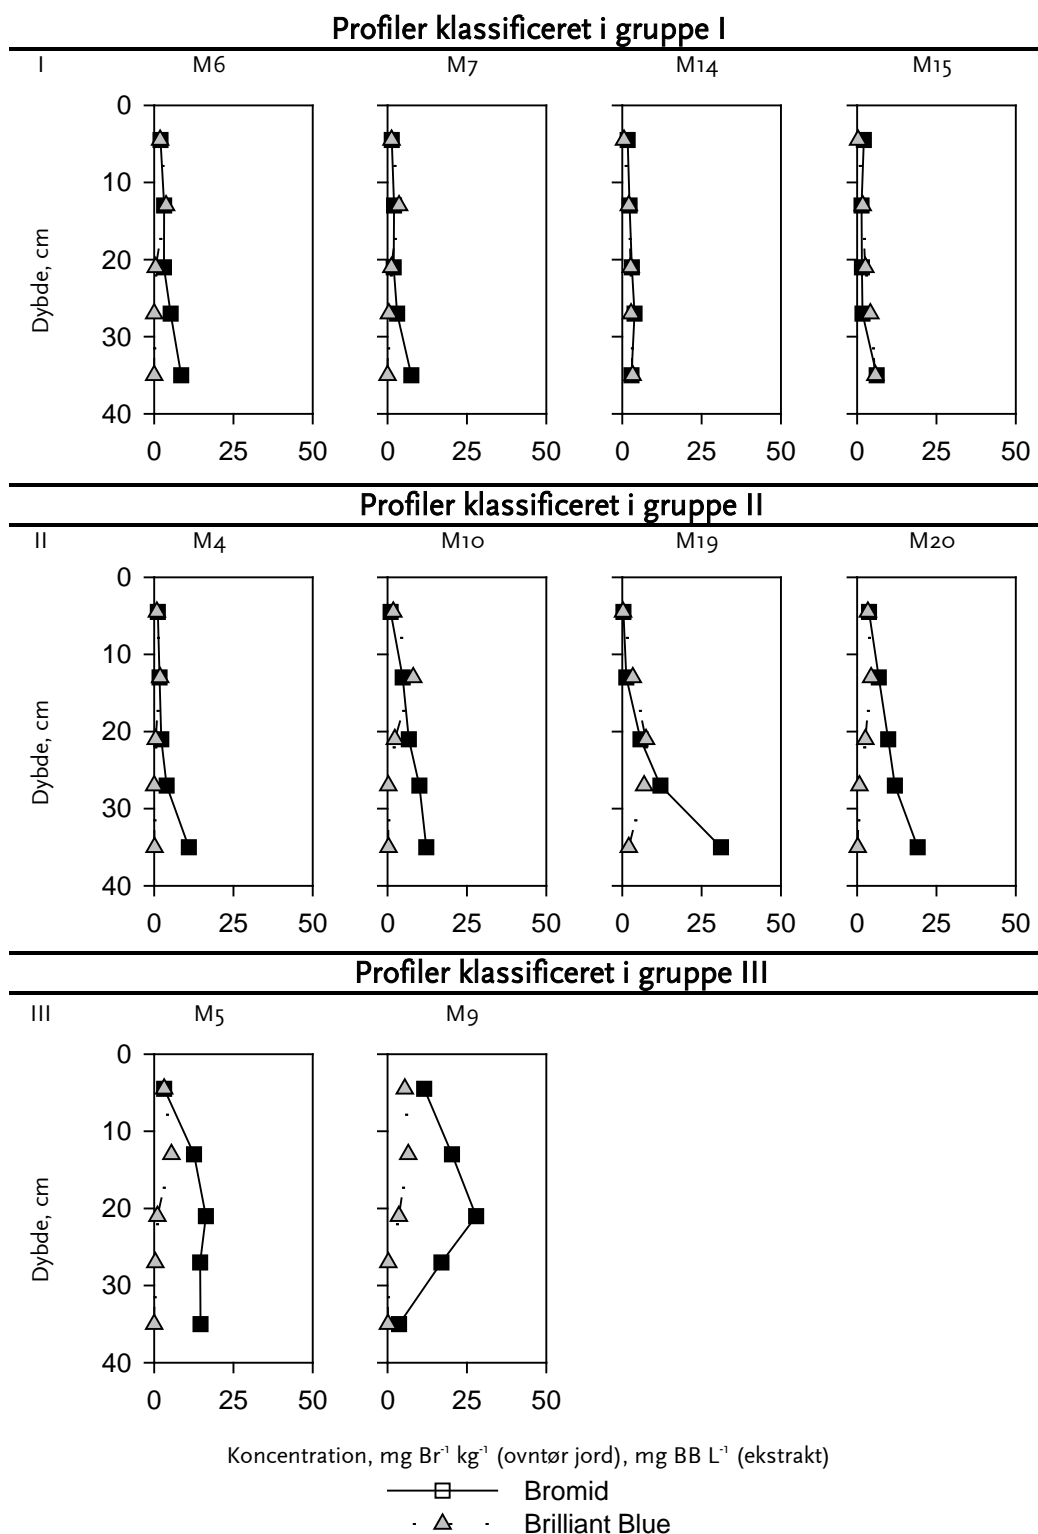 Profiler klassificeret i gruppe I
I M6 M7 M14 M15
0
10
20
30
40
Dybde, cm
0 25 50 0 25 50 0 25 50 0 25 50
Profiler klassificeret i gruppe II
II M4 M10 M19 M20
0
10
20
30
40
Dybde, cm
0 25 50 0 25 50 0 25 50 0 25 50
Profiler klassificeret i gruppe III
III M5 M9
0
10
20
30
40
Dybde, cm
0 25 50 0 25 50
Koncentration, mg Br⁻¹ kg⁻¹ (ovntør jord), mg BB L⁻¹ (ekstrakt)
Bromid
Brilliant Blue